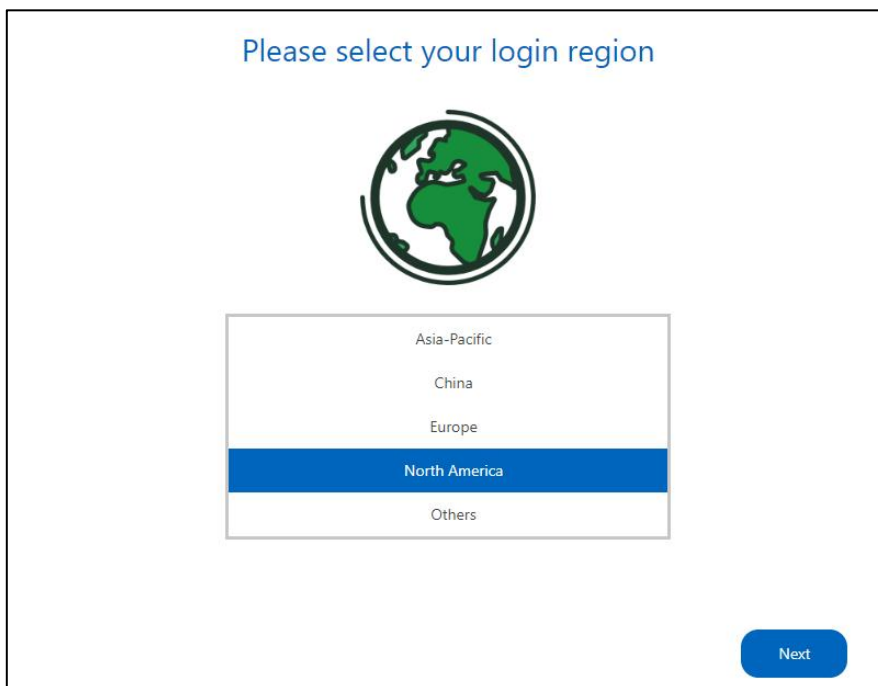 Please select your login region
Asia-Pacific
China
Europe
North America
Others
Next